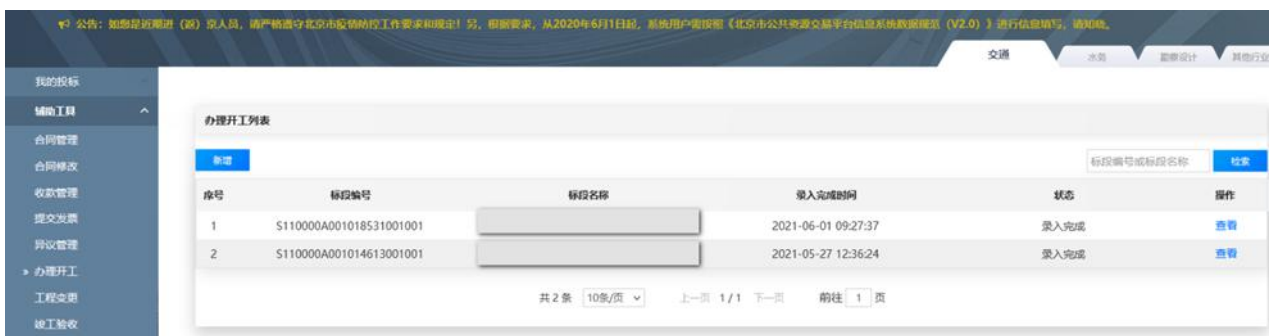 公告：如您是近期进（返）京人员，请严格遵守北京市疫情防控工作要求和规定！另，根据要求，从2020年6月1日起，系统用户需按照《北京市公共资源交易平台信息系统数据规范（V2.0）》进行信息填写，请知晓。
交通 水务 勘察设计 其他行业
我的投标
辅助工具
办理开工列表
合同管理
新增 标段编号或标段名称 检索
合同修改
收款管理
序号 标段编号 标段名称 录入完成时间 状态 操作
提交发票
1 S110000A001018531001001 2021-06-01 09:27:37 录入完成 查看
异议管理
2 S110000A001014613001001 2021-05-27 12:36:24 录入完成 查看
» 办理开工
工程变更
共 2 条 10条/页 上一页 1 / 1 下一页 前往 1 页
竣工验收